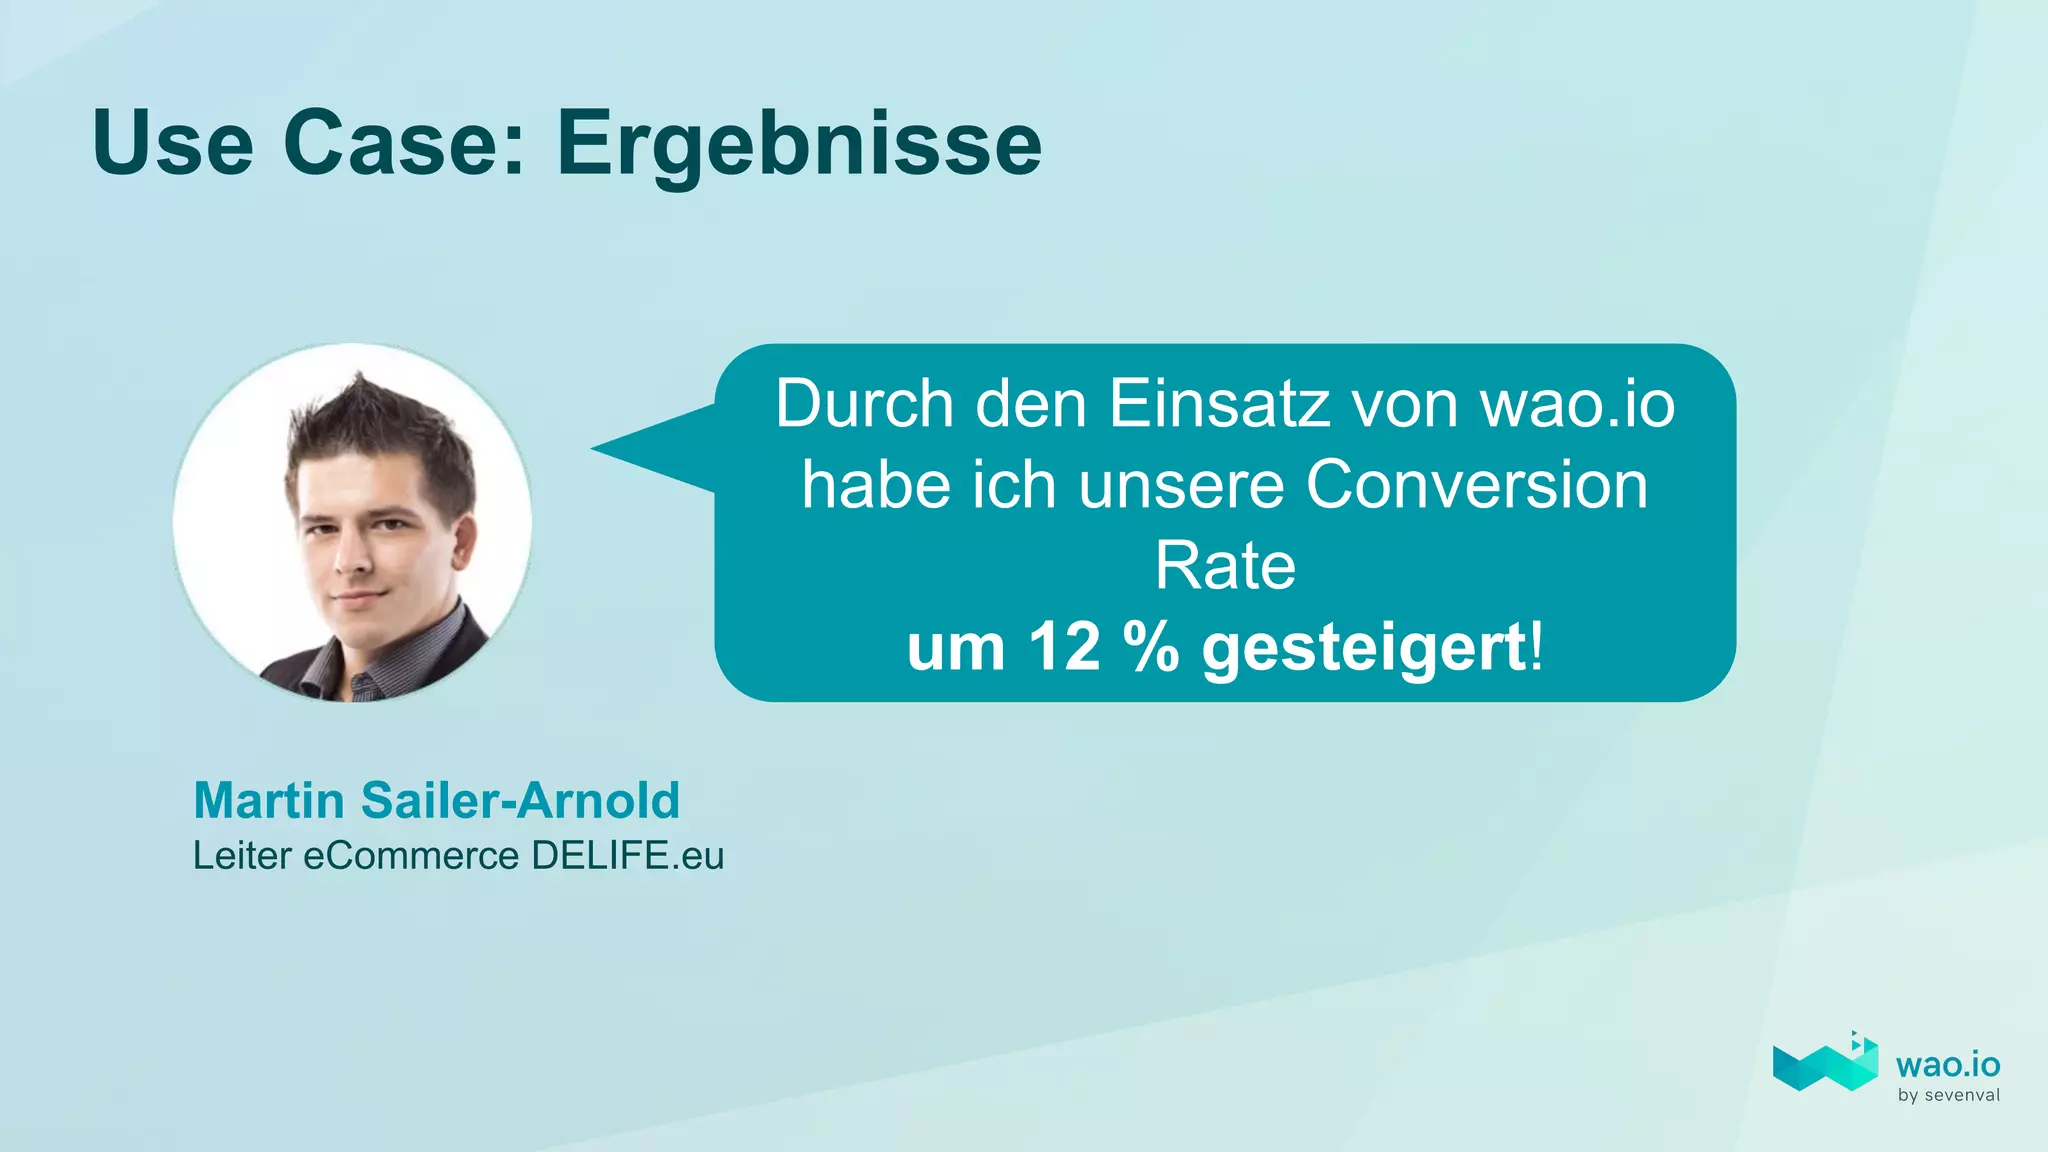 Use Case: Ergebnisse
Durch den Einsatz von wao.io
habe ich unsere Conversion
Rate
um 12 % gesteigert!
Martin Sailer-Arnold
Leiter eCommerce DELIFE.eu
wao.io
by sevenval